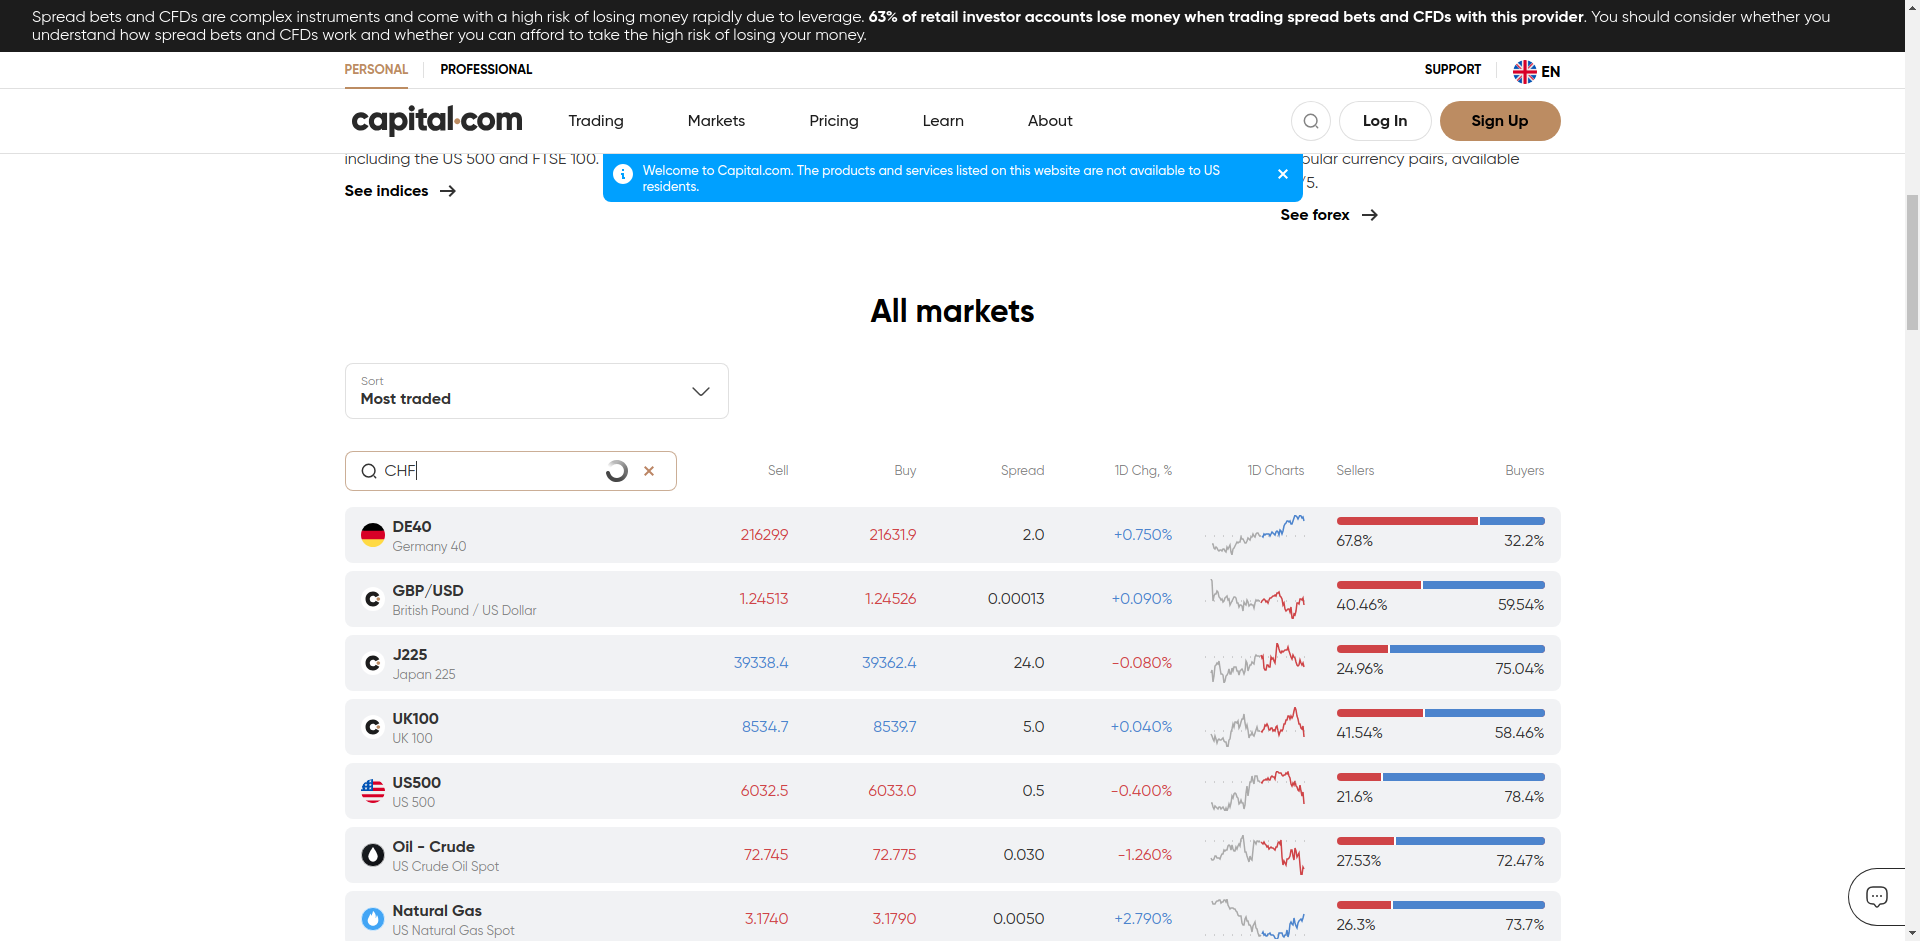 Spread bets and CFDs are complex instruments and come with a high risk of losing money rapidly due to leverage. 63% of retail investor accounts lose money when trading spread bets and CFDs with this provider. You should consider whether you
understand how spread bets and CFDs work and whether you can afford to take the high risk of losing your money.
PERSONAL PROFESSIONAL SUPPORT EN
capital.com Trading Markets Pricing Learn About Log In Sign Up
including the US 500 and FTSE 100. pular currency pairs, available
Welcome to Capital.com. The products and services listed on this website are not available to US
residents.
/5.
See indices
See forex
All markets
Sort
Most traded
CHF Sell Buy Spread 1D Chg, % 1D Charts Sellers Buyers
DE40
Germany 40
21629.9 21631.9 2.0 +0.750% 67.8% 32.2%
GBP/USD
British Pound / US Dollar
1.24513 1.24526 0.00013 +0.090% 40.46% 59.54%
J225
Japan 225
39338.4 39362.4 24.0 -0.080% 24.96% 75.04%
UK100
UK 100
8534.7 8539.7 5.0 +0.040% 41.54% 58.46%
US500
US 500
6032.5 6033.0 0.5 -0.400% 21.6% 78.4%
Oil - Crude
US Crude Oil Spot
72.745 72.775 0.030 -1.260% 27.53% 72.47%
Natural Gas
US Natural Gas Spot
3.1740 3.1790 0.0050 +2.790% 26.3% 73.7%